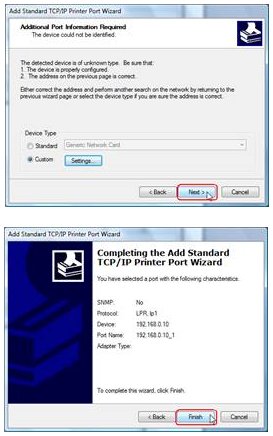 Add Standard TCP/IP Printer Port Wizard
Additional Port Information Required
The device could not be identified.
The detected device is of unknown type. Be sure that:
1. The device is properly configured.
2. The address on the previous page is correct.
Either correct the address and perform another search on the network by returning to the
previous wizard page or select the device type if you are sure the address is correct.
Device Type
Standard
Generic Network Card
Custom
Settings...
< Back
Next >
Cancel
Add Standard TCP/IP Printer Port Wizard
Completing the Add Standard
TCP/IP Printer Port Wizard
You have selected a port with the following characteristics.
SNMP: No
Protocol: LPR, lp1
Device: 192.168.0.10
Port Name: 192.168.0.10_1
Adapter Type:
To complete this wizard, click Finish.
< Back
Finish
Cancel